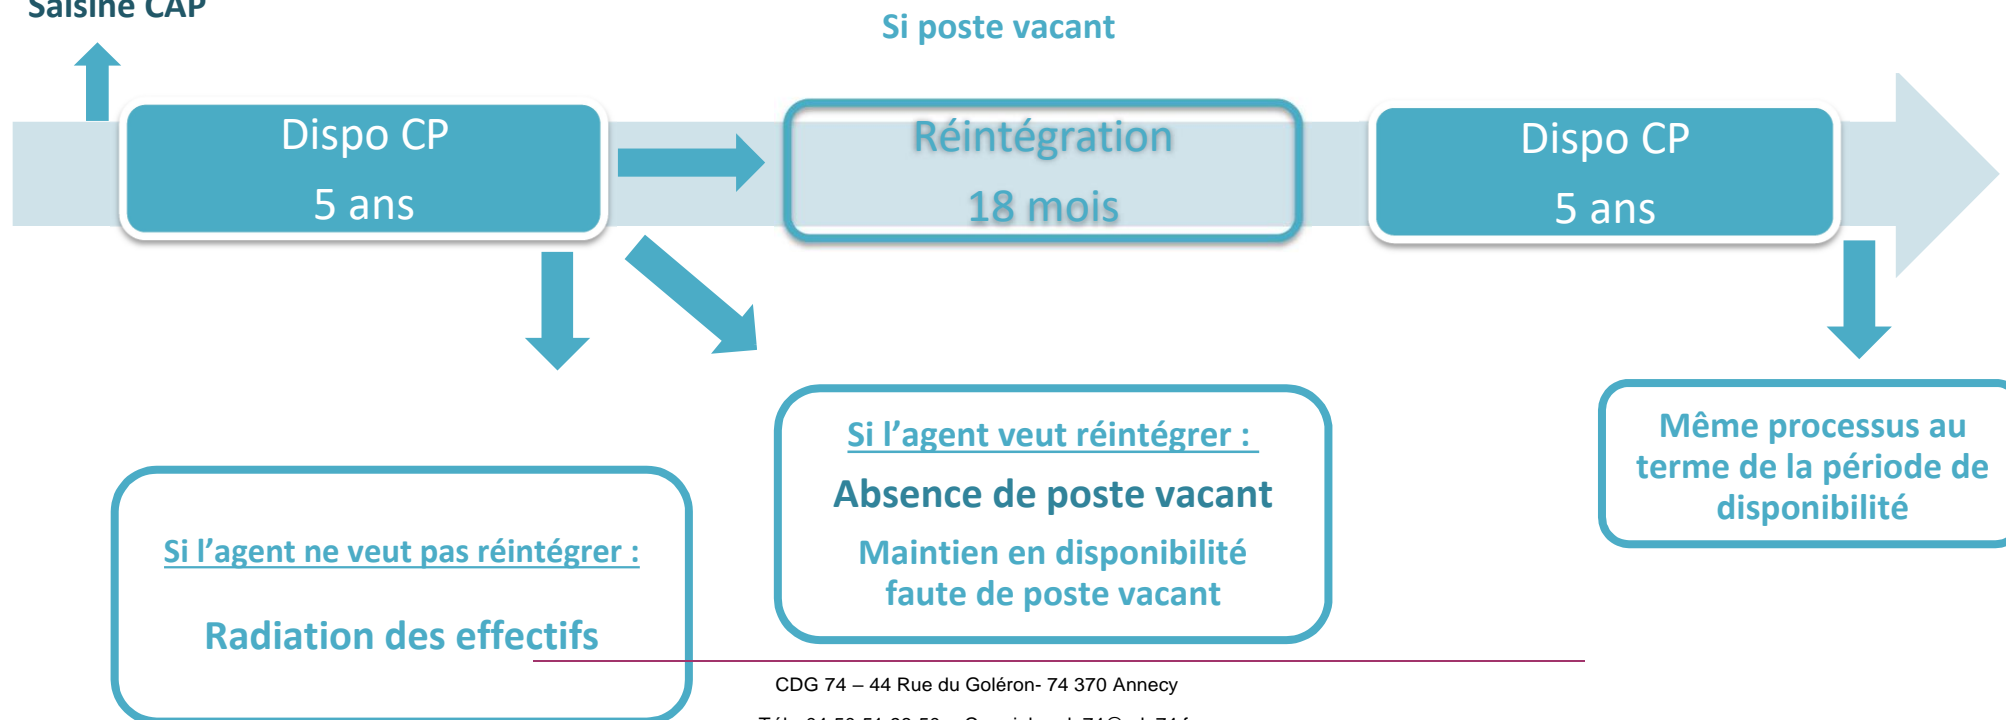 Saisine CAP
Si poste vacant
Dispo CP
5 ans
Réintégration
18 mois
Dispo CP
5 ans
Si l'agent ne veut pas réintégrer :
Radiation des effectifs
Si l'agent veut réintégrer :
Absence de poste vacant
Maintien en disponibilité
faute de poste vacant
Même processus au
terme de la période de
disponibilité
CDG 74 – 44 Rue du Goléron- 74 370 Annecy